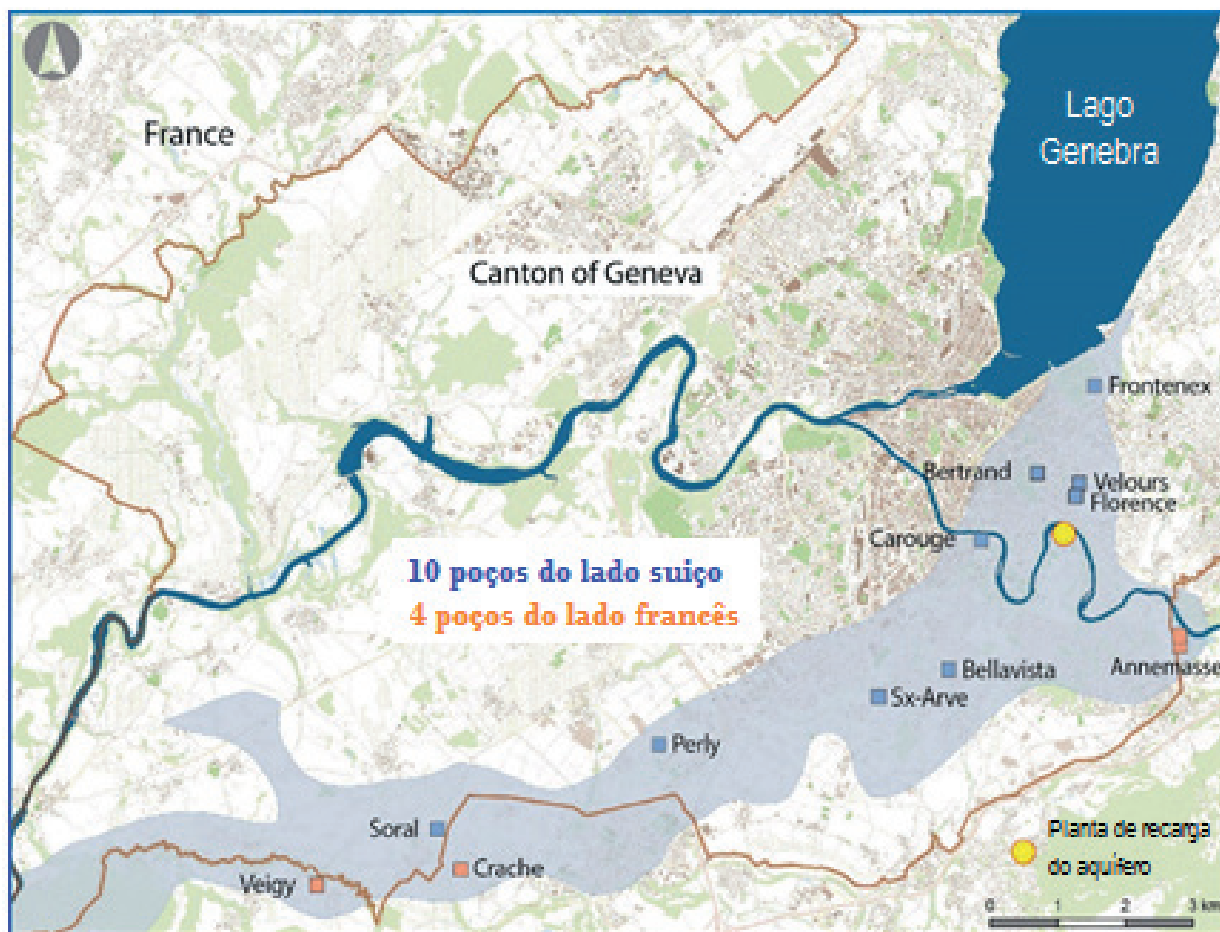 France
Lago
Genebra
Canton of Geneva
Frontenex
Bertrand
Velours
Florence
Carouge
10 poços do lado suiço
4 poços do lado francês
Annemasse
Bellavista
Sx-Arve
Perly
Soral
Crache
Veigy
Planta de recarga
do aquífero
0 1 2 3 km